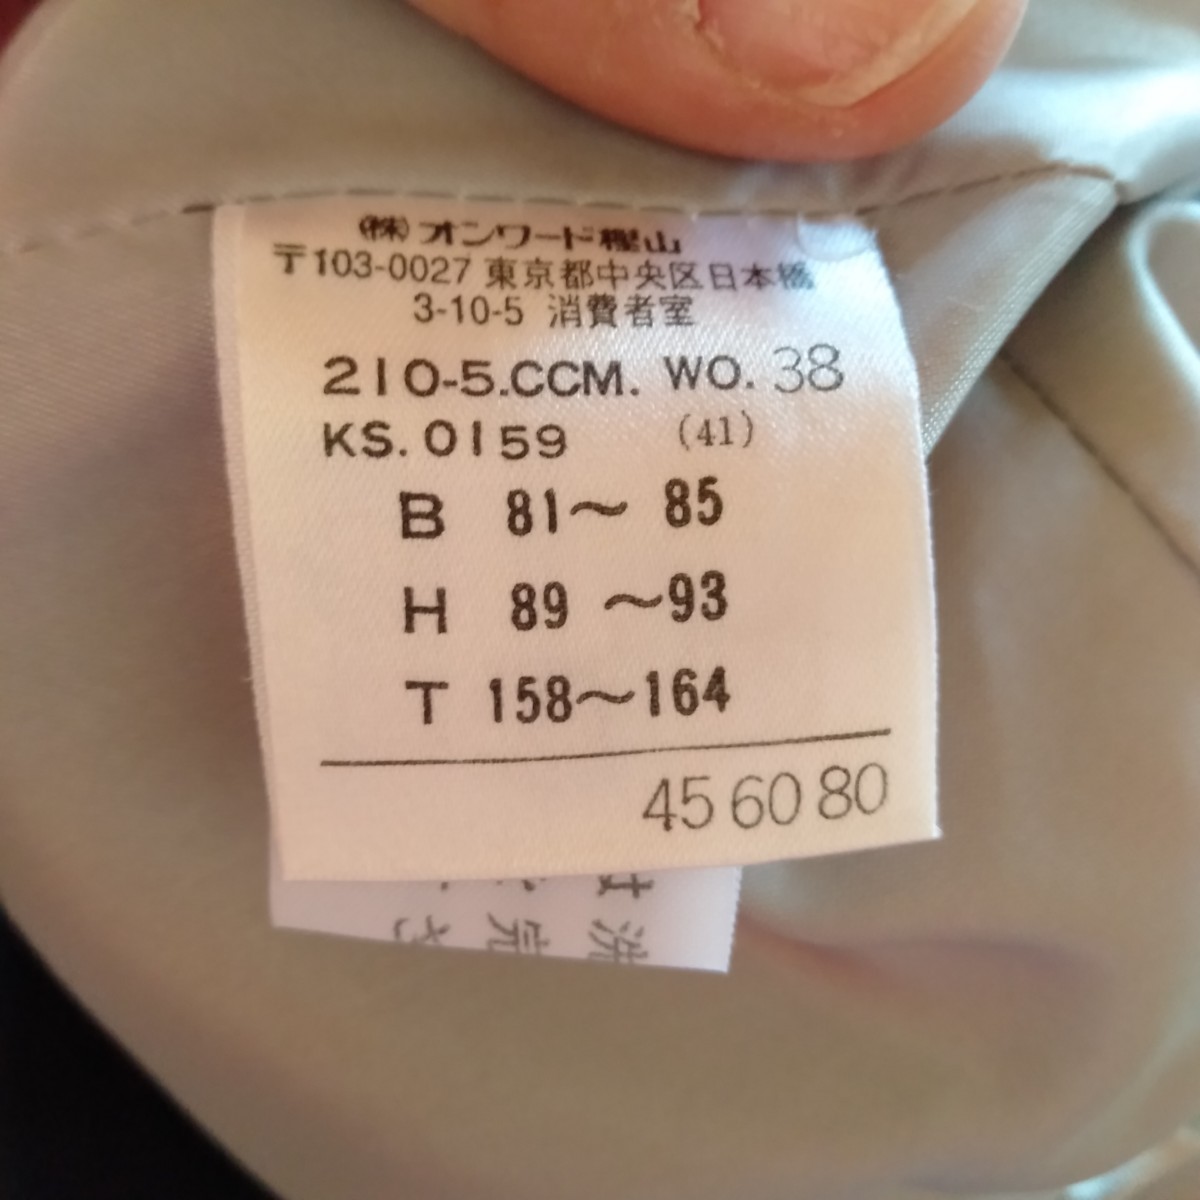 ㈱オンワード樫山
〒103-0027 東京都中央区日本橋
3-10-5 消費者室
210-5.CCM. WO. 38
KS. 0159 (41)
B 81～ 85
H 89 ～93
T 158～164
45 60 80